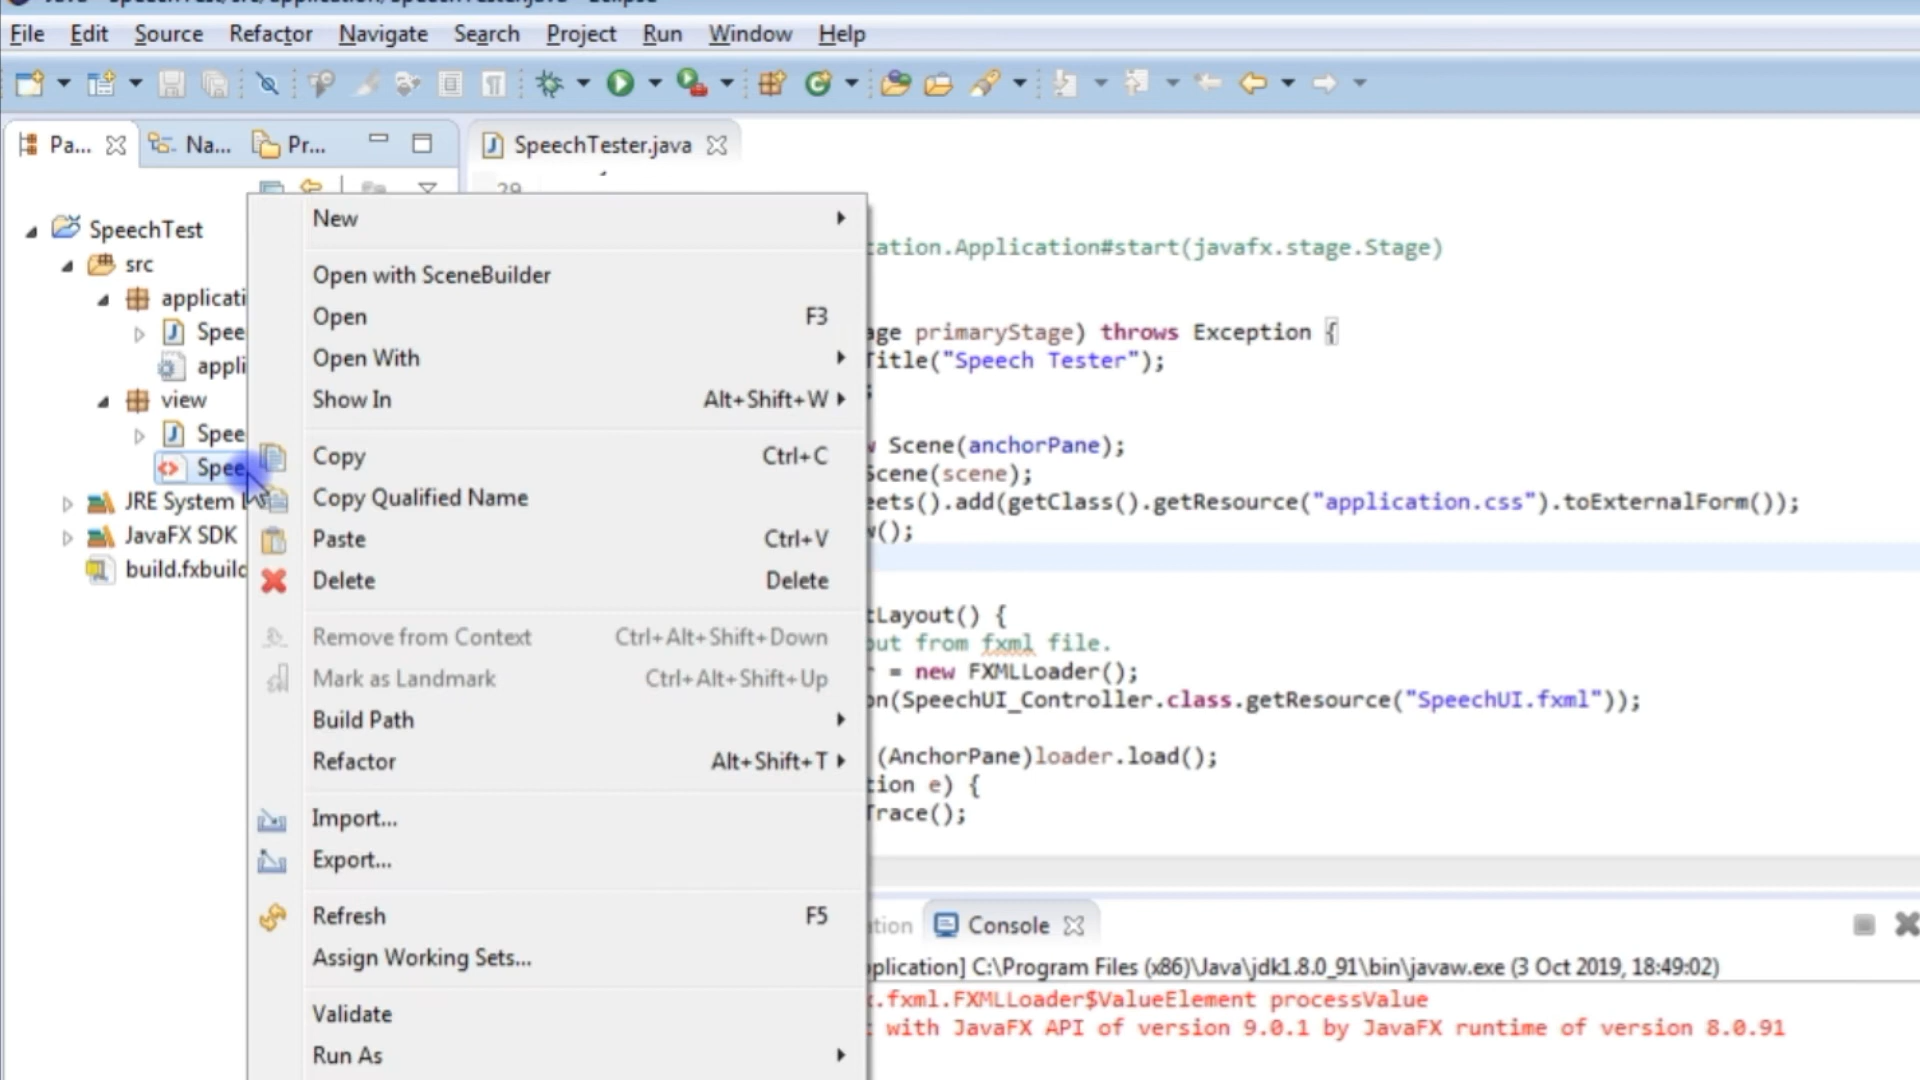 File Edit Source Refactor Navigate Search Project Run Window Help
Pa... Na... Pr...
SpeechTester.java
29
SpeechTest
src
applicati
Spee
appli
view
Spee
Spee
JRE System
JavaFX SDK
build.fxbuild
New
Open with SceneBuilder
Open F3
Open With
Show In Alt+Shift+W
Copy Ctrl+C
Copy Qualified Name
Paste Ctrl+V
Delete Delete
Remove from Context Ctrl+Alt+Shift+Down
Mark as Landmark Ctrl+Alt+Shift+Up
Build Path
Refactor Alt+Shift+T
Import...
Export...
Refresh F5
Assign Working Sets...
Validate
Run As
cation.Application#start(javafx.stage.Stage)
age primaryStage) throws Exception {
Title("Speech Tester");
;
w Scene(anchorPane);
Scene(scene);
eets().add(getClass().getResource("application.css").toExternalForm());
w();
tLayout() {
out from fxml file.
r = new FXMLLoader();
on(SpeechUI_Controller.class.getResource("SpeechUI.fxml"));
(AnchorPane)loader.load();
tion e) {
Trace();
ation Console
plication] C:\Program Files (x86)\Java\jdk1.8.0_91\bin\javaw.exe (3 Oct 2019, 18:49:02)
x.fxml.FXMLLoader$ValueElement processValue
with JavaFX API of version 9.0.1 by JavaFX runtime of version 8.0.91